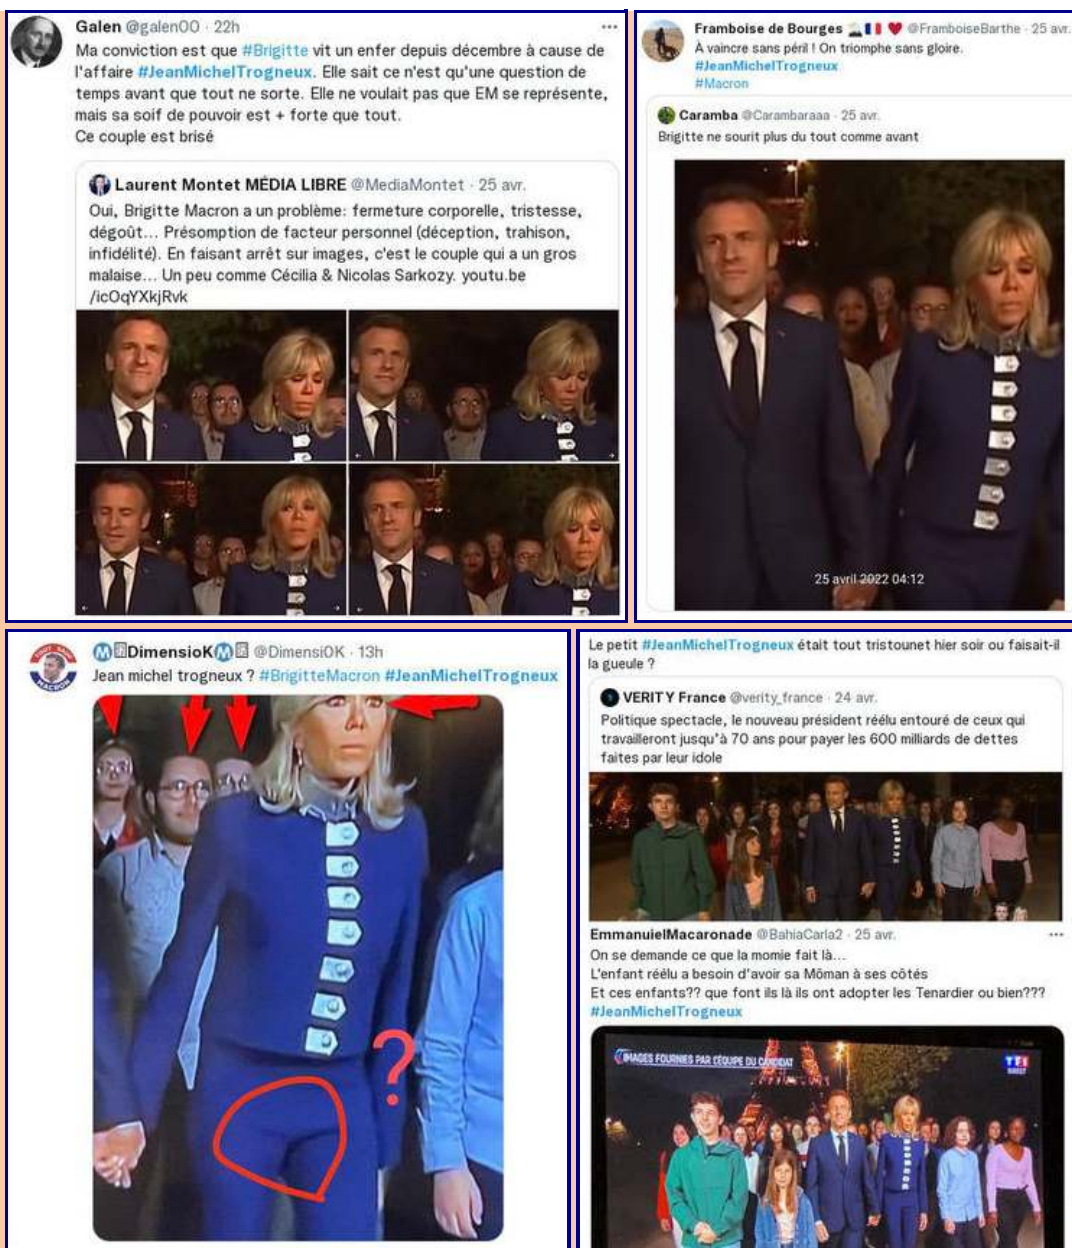 Galen @galen00 · 22h
Ma conviction est que #Brigitte vit un enfer depuis décembre à cause de
l'affaire #JeanMichelTrogneux. Elle sait ce n'est qu'une question de
temps avant que tout ne sorte. Elle ne voulait pas que EM se représente,
mais sa soif de pouvoir est + forte que tout.
Ce couple est brisé
Laurent Montet MÉDIA LIBRE @MediaMontet · 25 avr.
Oui, Brigitte Macron a un problème: fermeture corporelle, tristesse,
dégoût... Présomption de facteur personnel (déception, trahison,
infidélité). En faisant arrêt sur images, c'est le couple qui a un gros
malaise... Un peu comme Cécilia & Nicolas Sarkozy. youtu.be
/icOqYXkjRvk
Framboise de Bourges @FramboiseBarthe · 25 avr.
À vaincre sans péril ! On triomphe sans gloire.
#JeanMichelTrogneux
#Macron
Caramba @Carambaraaa · 25 avr.
Brigitte ne sourit plus du tout comme avant
25 avril 2022 04:12
TOUT SAUF
MACRON
DimensioK @DimensiOK · 13h
Jean michel trogneux ? #BrigitteMacron #JeanMichelTrogneux
?
Le petit #JeanMichelTrogneux était tout tristounet hier soir ou faisait-il
la gueule ?
VERITY France @verity_france · 24 avr.
Politique spectacle, le nouveau président réélu entouré de ceux qui
travailleront jusqu'à 70 ans pour payer les 600 milliards de dettes
faites par leur idole
EmmanuielMacaronade @BahiaCarla2 · 25 avr.
On se demande ce que la momie fait là...
L'enfant réélu a besoin d'avoir sa Môman à ses côtés
Et ces enfants?? que font ils là ils ont adopter les Tenardier ou bien???
#JeanMichelTrogneux
IMAGES FOURNIES PAR L'ÉQUIPE DU CANDIDAT
TF1
DIRECT